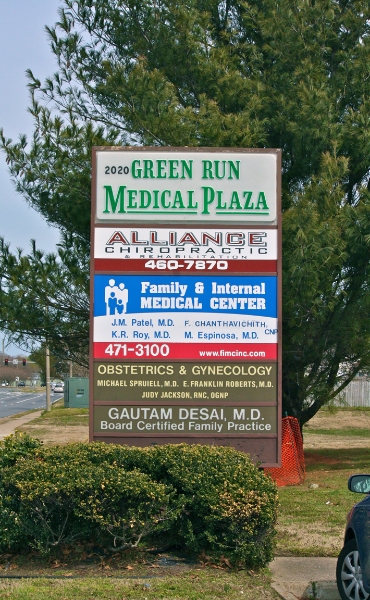 2020 GREEN RUN
MEDICAL PLAZA
ALLIANCE
CHIROPRACTIC
& REHABILITATION
460-7870
Family & Internal
MEDICAL CENTER
J.M. Patel, M.D. F. CHANTHAVICHITH, CNP
K.R. Roy, M.D. M. Espinosa, M.D.
471-3100 www.fimcinc.com
OBSTETRICS & GYNECOLOGY
MICHAEL SPRUIELL, M.D. E. FRANKLIN ROBERTS, M.D.
JUDY JACKSON, RNC, OGNP
GAUTAM DESAI, M.D.
Board Certified Family Practice